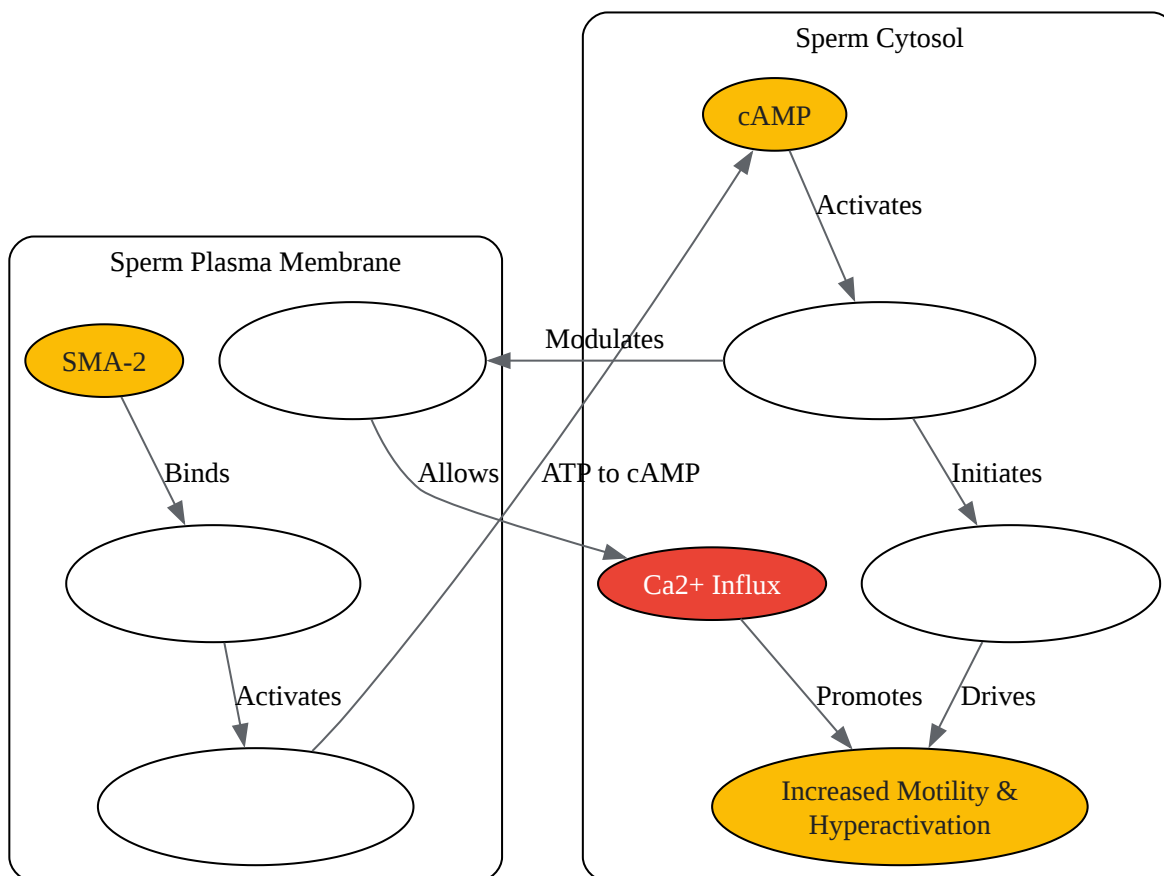 Sperm Cytosol
cAMP
Activates
Sperm Plasma Membrane
SMA-2
Modulates
Binds
Allows
ATP to cAMP
Initiates
Ca2+ Influx
Activates
Promotes
Drives
Increased Motility &
Hyperactivation